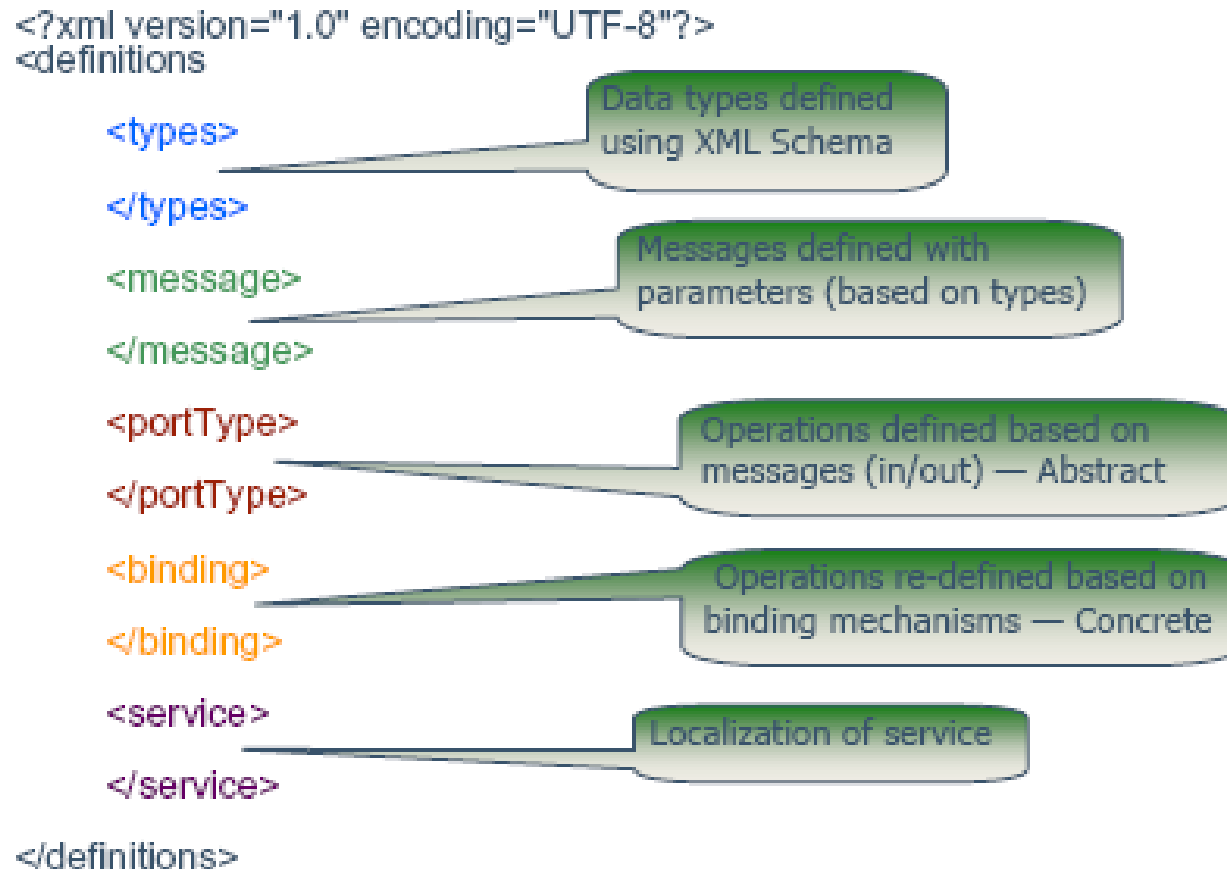 <?xml version="1.0" encoding="UTF-8"?>
<definitions
<types>
Data types defined
using XML Schema
</types>
<message>
Messages defined with
parameters (based on types)
</message>
<portType>
Operations defined based on
messages (in/out) — Abstract
</portType>
<binding>
Operations re-defined based on
binding mechanisms — Concrete
</binding>
<service>
Localization of service
</service>
</definitions>